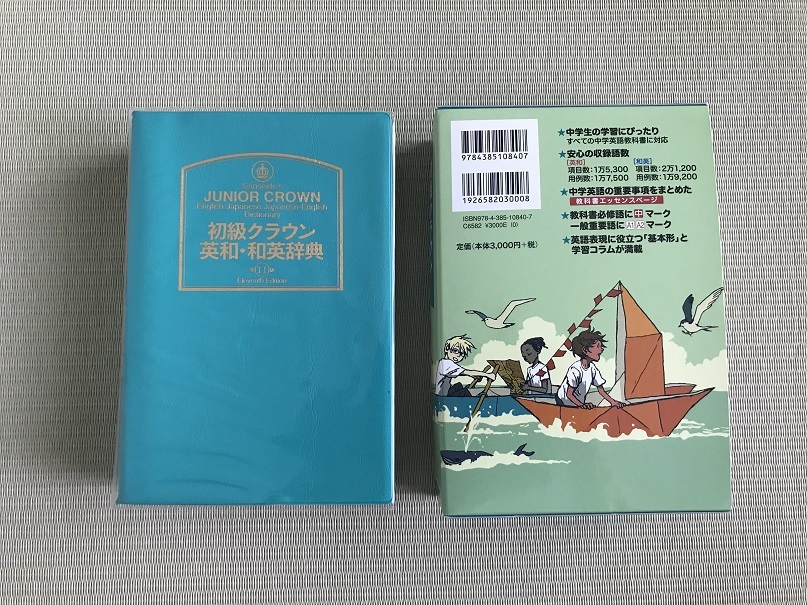 Sanseido's
JUNIOR CROWN
English-Japanese Japanese-English
Dictionary
初級クラウン
英和・和英辞典
11
Eleventh Edition
9784385108407
1926582030008
ISBN978-4-385-10840-7
C6582 ¥3000E (0)
定価(本体3,000円+税)
★中学生の学習にぴったり
すべての中学英語教科書に対応
★安心の収録語数
[英和] [和英]
項目数:1万5,300 項目数:2万1,200
用例数:1万7,500 用例数:1万9,200
★中学英語の重要事項をまとめた
教科書エッセンスページ
★教科書必修語に中マーク
一般重要語にA1A2マーク
★英語表現に役立つ「基本形」と
学習コラムが満載